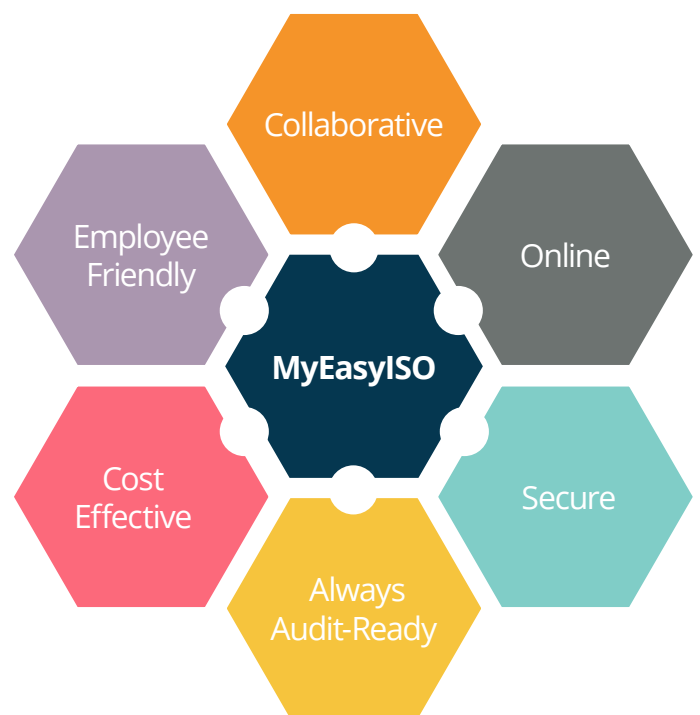 Collaborative
Employee
Friendly
Online
MyEasyISO
Cost
Effective
Secure
Always
Audit-Ready